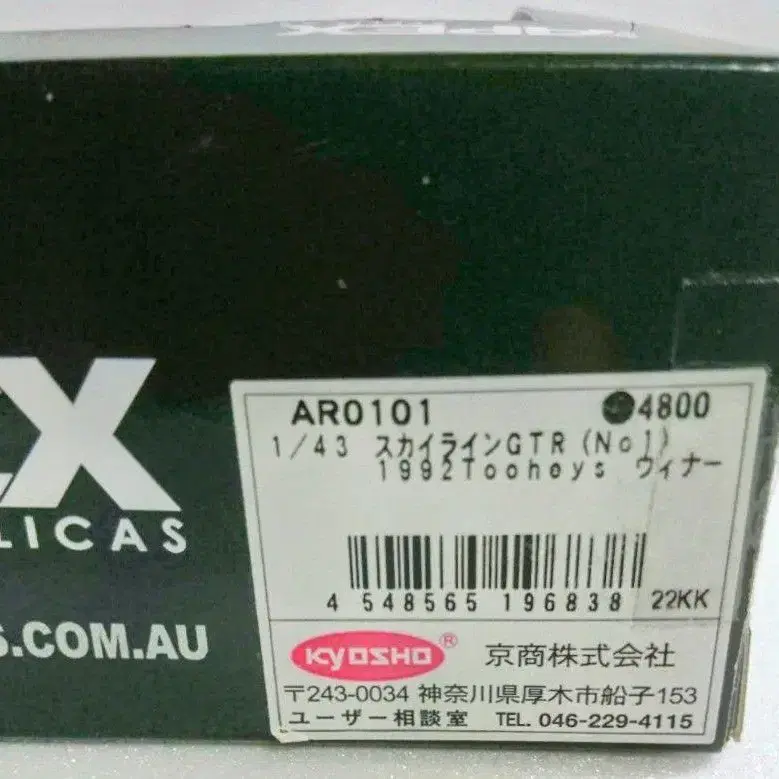 APEX
EX
LICAS
S.COM.AU
AR0101 ●4800
1/43 スカイラインGTR(No1)
1992Tooheys ウィナー
4 548565 196838 22KK
KYOSHO® 京商株式会社
〒243-0034 神奈川県厚木市船子153
ユーザー相談室 TEL. 046-229-4115